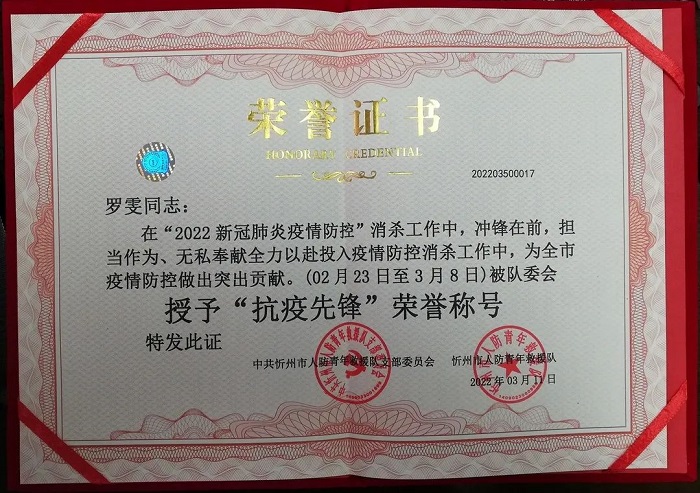 荣誉证书
HONORARY CREDENTIAL
202203500017
罗雯同志：
在“2022新冠肺炎疫情防控”消杀工作中，冲锋在前，担
当作为、无私奉献全力以赴投入疫情防控消杀工作中，为全市
疫情防控做出突出贡献。(02月23日至3月8日)被队委会
授予“抗疫先锋”荣誉称号
特发此证
中共忻州市人防青年救援队支部委员会 忻州市人防青年救援队
2022年03月11日